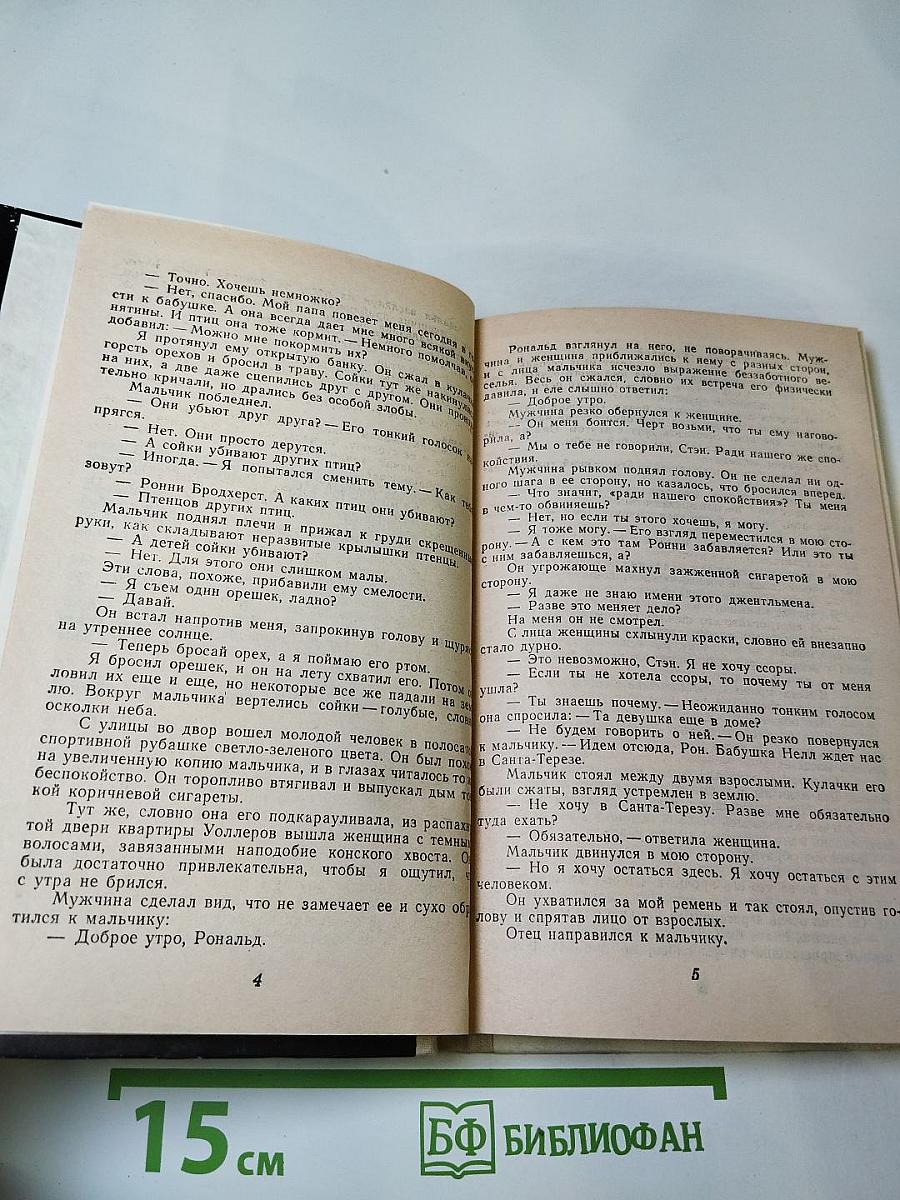 — Точно. Хочешь немножко?
— Нет, спасибо. Мой папа повезет меня сегодня в
сти к бабушке. А она всегда дает мне много всякой
нятины. И птиц она тоже кормит. — Немного помолчав,
добавил: — Можно мне покормить их?
Я протянул ему открытую банку. Он сжал в кулаке
горсть орехов и бросил в траву. Сойки тут же накинулись
на них, а две даже сцепились друг с другом. Они
тельно кричали, но дрались без особой злобы.
Мальчик побледнел.
— Они убьют друг друга? — Его тонкий голосок
прягся.
— Нет. Они просто дерутся.
— А сойки убивают других птиц?
— Иногда. — Я попытался сменить тему. — Как
зовут?
— Ронни Бродхерст. А каких птиц они убивают?
— Птенцов других птиц.
Мальчик поднял плечи и прижал к груди скрещенные
руки, как складывают неразвитые крылышки птенцы.
— А детей сойки убивают?
— Нет. Для этого они слишком малы.
Эти слова, похоже, прибавили ему смелости.
— Я съем один орешек, ладно?
— Давай.
Он встал напротив меня, запрокинув голову и щурясь
на утреннее солнце.
— Теперь бросай орех, а я поймаю его ртом.
Я бросил орешек, и он на лету схватил его. Потом
ловил их еще и еще, но некоторые все же падали на зем
лю. Вокруг мальчика вертелись сойки — голубые, слов
осколки неба.
С улицы во двор вошел молодой человек в полосатой
спортивной рубашке светло-зеленого цвета. Он был похож
на увеличенную копию мальчика, и в глазах читалось то
беспокойство. Он торопливо втягивал и выпускал дым тон
кой коричневой сигареты.
Тут же, словно она его подкарауливала, из распахну
той двери квартиры Уоллеров вышла женщина с темным
волосами, завязанными наподобие конского хвоста. Она
была достаточно привлекательна, чтобы я ощутил, ч
с утра не брился.
Мужчина сделал вид, что не замечает ее и сухо обр
тился к мальчику:
— Доброе утро, Рональд.
4
Рональд взглянул на него, не поворачиваясь. Муж-
чина и женщина приближались к нему с разных сторон,
и с лица мальчика исчезло выражение беззаботного ве-
селья. Весь он сжался, словно их встреча его физически
давила, и еле слышно ответил:
— Доброе утро.
Мужчина резко обернулся к женщине.
— Он меня боится. Черт возьми, что ты ему нагово-
рила, а?
— Мы о тебе не говорили, Стэн. Ради нашего же спо-
койствия.
Мужчина рывком поднял голову. Он не сделал ни од-
ного шага в ее сторону, но казалось, что бросился вперед.
— Что значит, «ради нашего спокойствия»? Ты меня
в чем-то обвиняешь?
— Нет, но если ты этого хочешь, я могу.
— Я тоже могу. — Его взгляд переместился в мою сто-
рону. — А с кем это там Ронни забавляется? Или это ты
с ним забавляешься, а?
Он угрожающе махнул зажженной сигаретой в мою
сторону.
— Я даже не знаю имени этого джентльмена.
— Разве это меняет дело?
На меня он не смотрел.
С лица женщины схлынули краски, словно ей внезапно
стало дурно.
— Это невозможно, Стэн. Я не хочу ссоры.
— Если ты не хотела ссоры, то почему ты от меня
ушла?
— Ты знаешь почему. — Неожиданно тонким голосом
она спросила: — Та девушка еще в доме?
— Не будем говорить о ней. — Он резко повернулся
к мальчику. — Идем отсюда, Рон. Бабушка Нелл ждет нас
в Санта-Терезе.
Мальчик стоял между двумя взрослыми. Кулачки его
были сжаты, взгляд устремлен в землю.
— Не хочу в Санта-Терезу. Разве мне обязательно
туда ехать?
— Обязательно, — ответила женщина.
Мальчик двинулся в мою сторону.
— Но я хочу остаться здесь. Я хочу остаться с этим
человеком.
Он ухватился за мой ремень и так стоял, опустив го-
лову и спрятав лицо от взрослых.
Отец направился к мальчику.
5
15 см
БФ БИБЛИОФАН